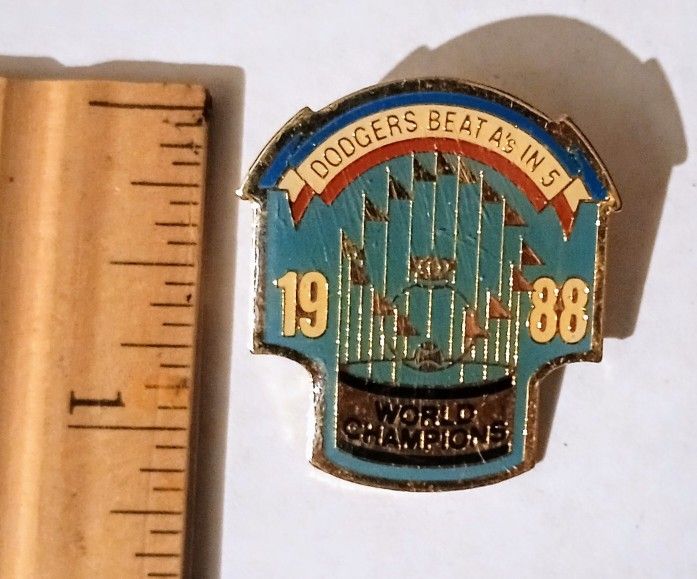 DODGERS BEAT A's IN 5
19 88
WORLD
CHAMPIONS
1